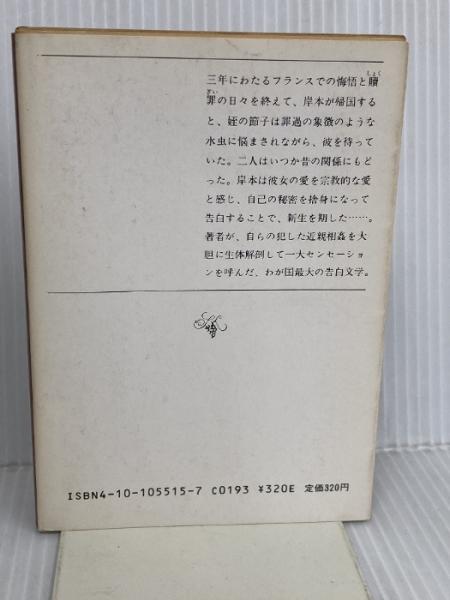 三年にわたるフランスでの悔悟と贖
しょく
罪の日々を終えて、岸本が帰国する
ざい
と、姪の節子は罪過の象徴のような
水虫に悩まされながら、彼を待って
いた。二人はいつか昔の関係にもど
った。岸本は彼女の愛を宗教的な愛
と感じ、自己の秘密を捨身になって
告白することで、新生を期した……。
著者が、自らの犯した近親相姦を大
胆に生体解剖して一大センセーショ
ンを呼んだ、わが国最大の告白文学。
ISBN4-10-105515-7 C0193 ¥320E 定価320円